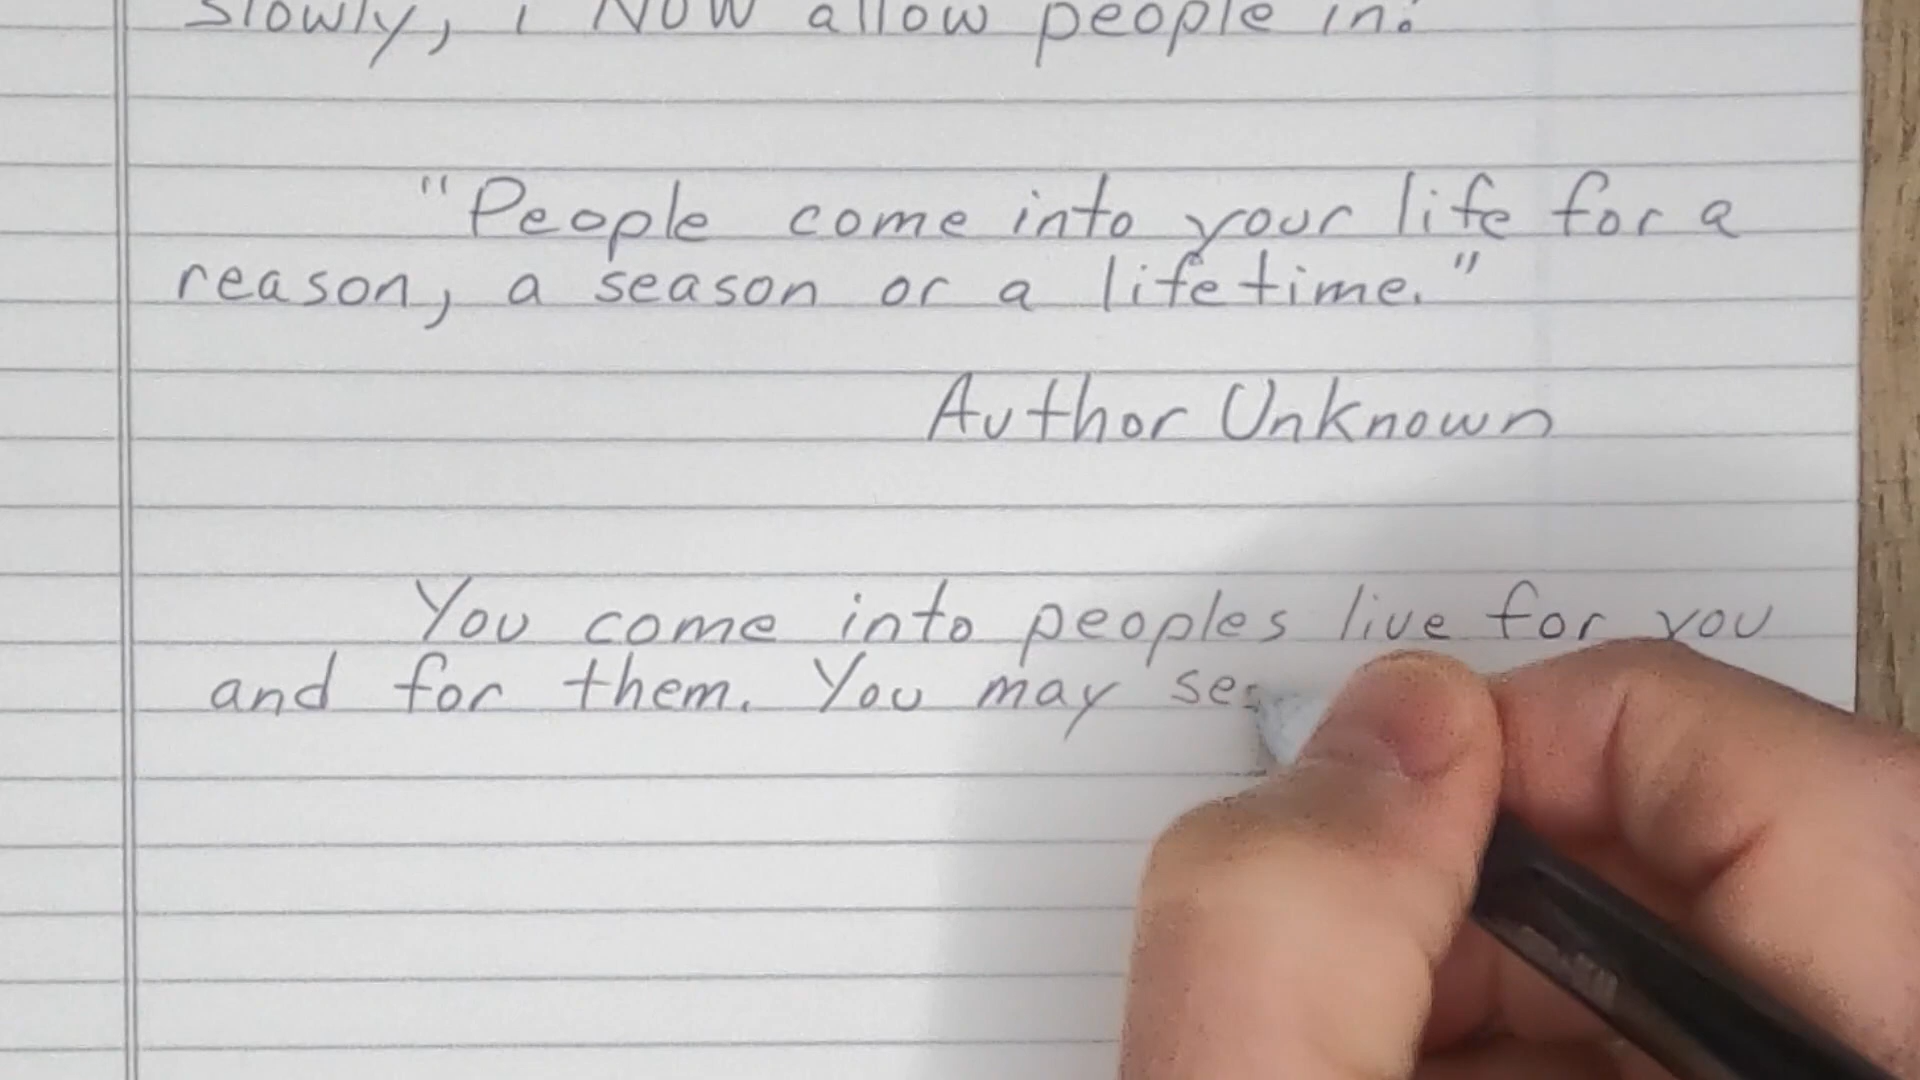 slowly, i Now allow people in.
"People come into your life for a
reason, a season or a lifetime."
Author Unknown
You come into peoples live for you
and for them. You may